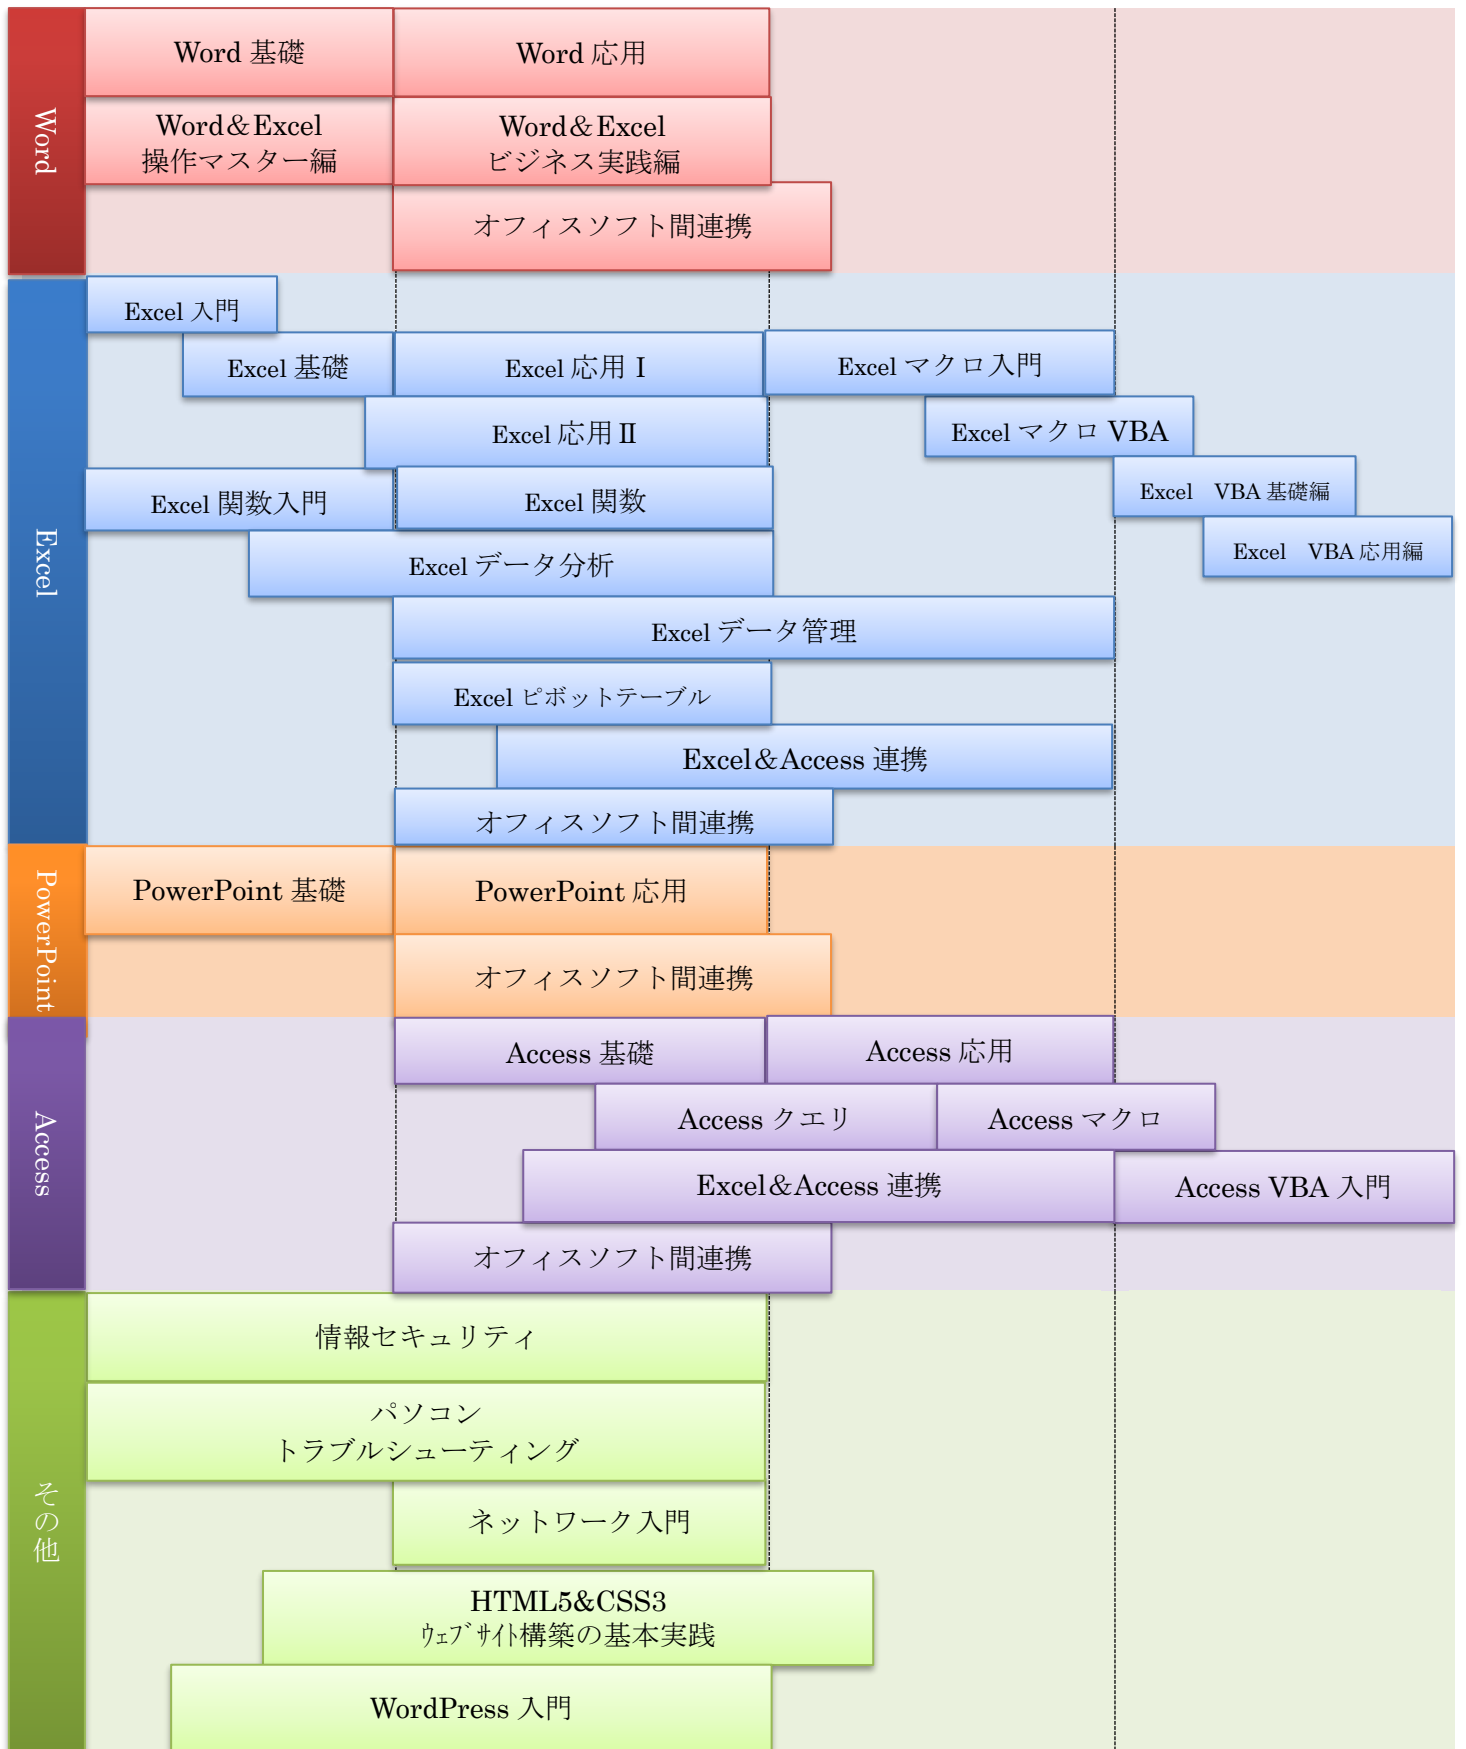 Word
Word 基礎
Word 応用
Word＆Excel
操作マスター編
Word＆Excel
ビジネス実践編
オフィスソフト間連携
Excel
Excel 入門
Excel 基礎
Excel 応用Ⅰ
Excel マクロ入門
Excel 応用Ⅱ
Excel マクロ VBA
Excel 関数入門
Excel 関数
Excel　VBA 基礎編
Excel データ分析
Excel　VBA 応用編
Excel データ管理
Excel ピボットテーブル
Excel＆Access 連携
オフィスソフト間連携
PowerPoint
PowerPoint 基礎
PowerPoint 応用
オフィスソフト間連携
Access
Access 基礎
Access 応用
Access クエリ
Access マクロ
Excel＆Access 連携
Access VBA 入門
オフィスソフト間連携
その他
情報セキュリティ
パソコン
トラブルシューティング
ネットワーク入門
HTML5&CSS3
ｳｪﾌﾞｻｲﾄ構築の基本実践
WordPress 入門